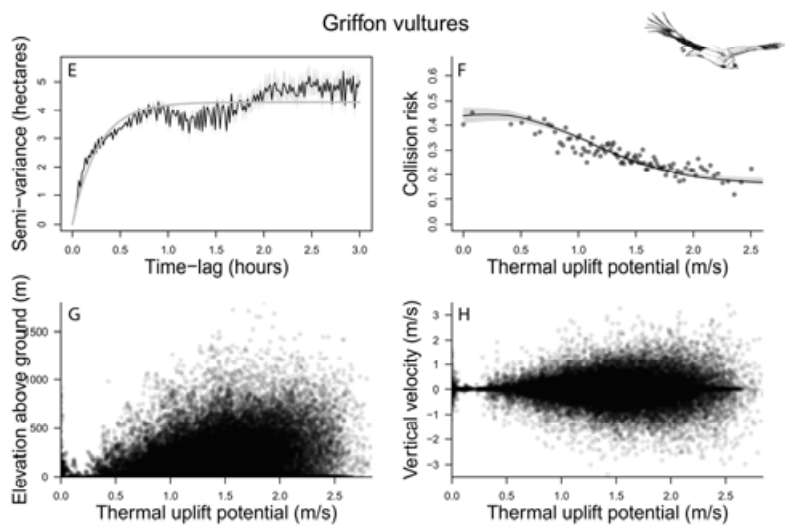 Griffon vultures
E
Semi-variance (hectares)
0 1 2 3 4 5
0.0 0.5 1.0 1.5 2.0 2.5 3.0
Time-lag (hours)
F
Collision risk
0.0 0.1 0.2 0.3 0.4 0.5 0.6
0.0 0.5 1.0 1.5 2.0 2.5
Thermal uplift potential (m/s)
G
Elevation above ground (m)
0 500 1000 1500
0.0 0.5 1.0 1.5 2.0 2.5
Thermal uplift potential (m/s)
H
Vertical velocity (m/s)
-3 -2 -1 0 1 2 3
0.0 0.5 1.0 1.5 2.0 2.5
Thermal uplift potential (m/s)